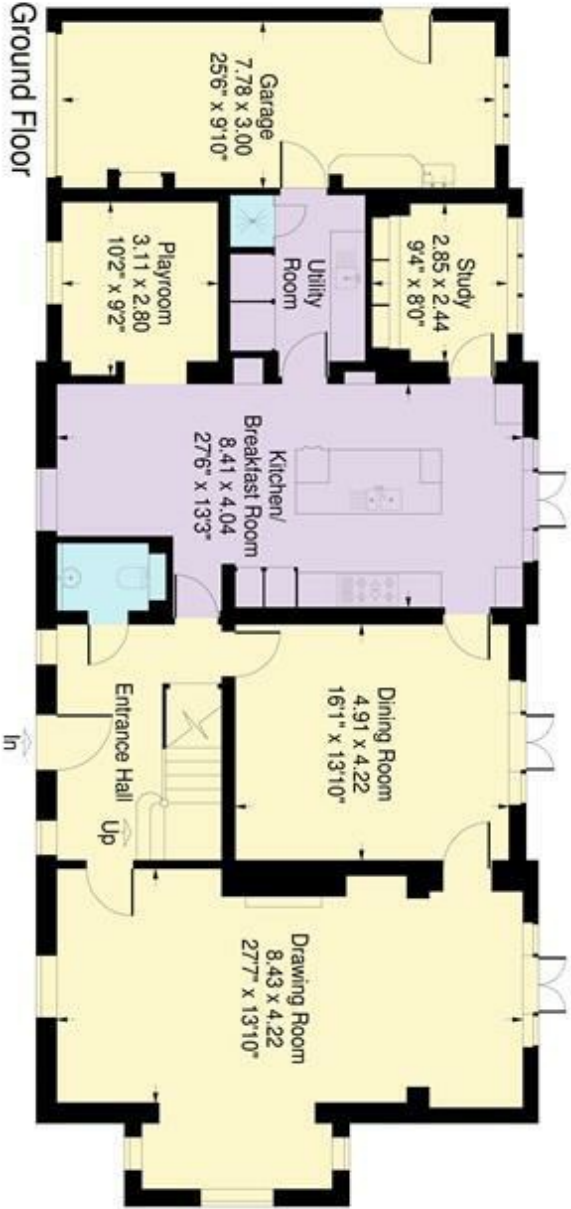 Ground Floor
Garage
7.78 x 3.00
25'6" x 9'10"
Study
2.85 x 2.44
9'4" x 8'0"
Utility
Room
Playroom
3.11 x 2.80
10'2" x 9'2"
Kitchen/
Breakfast Room
8.41 x 4.04
27'6" x 13'3"
Dining Room
4.91 x 4.22
16'1" x 13'10"
Entrance Hall
Up
In
Drawing Room
8.43 x 4.22
27'7" x 13'10"